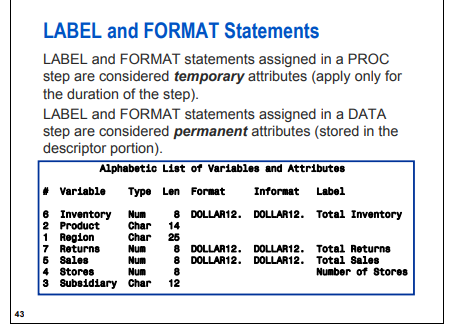 LABEL and FORMAT Statements
LABEL and FORMAT statements assigned in a PROC
step are considered temporary attributes (apply only for
the duration of the step).
LABEL and FORMAT statements assigned in a DATA
step are considered permanent attributes (stored in the
descriptor portion).
Alphabetic List of Variables and Attributes
# Variable Type Len Format Informat Label
6 Inventory Num 8 DOLLAR12. DOLLAR12. Total Inventory
2 Product Char 14
1 Region Char 25
7 Returns Num 8 DOLLAR12. DOLLAR12. Total Returns
5 Sales Num 8 DOLLAR12. DOLLAR12. Total Sales
4 Stores Num 8 Number of Stores
3 Subsidiary Char 12
43